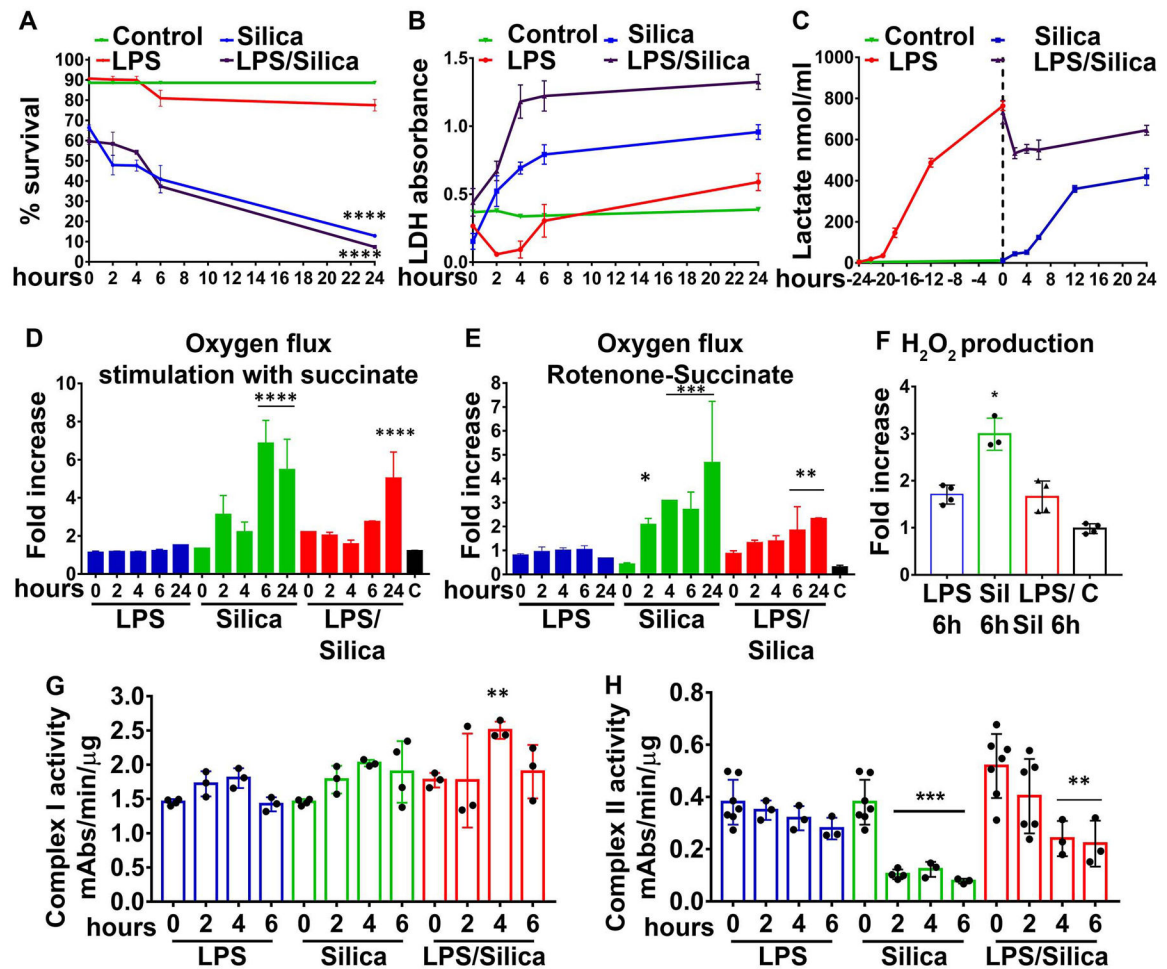 A
Control Silica
LPS LPS/Silica
% survival
100
90
80
70
60
50
40
30
20
10
0
****
****
hours 0 2 4 6 8 10 12 14 16 18 20 22 24
B
Control Silica
LPS LPS/Silica
LDH absorbance
1.5
1.0
0.5
0.0
hours 0 2 4 6 8 10 12 14 16 18 20 22 24
C
Control Silica
LPS LPS/Silica
Lactate nmol/ml
1000
800
600
400
200
0
hours -24 -20 -16 -12 -8 -4 0 4 8 12 16 20 24
D
Oxygen flux
stimulation with succinate
Fold increase
10
8
6
4
2
0
****
****
hours 0 2 4 6 24 0 2 4 6 24 0 2 4 6 24 C
LPS Silica LPS/
Silica
E
Oxygen flux
Rotenone-Succinate
Fold increase
8
6
4
2
0
*
***
**
hours 0 2 4 6 24 0 2 4 6 24 0 2 4 6 24 C
LPS Silica LPS/
Silica
F H₂O₂ production
Fold increase
4
3
2
1
0
*
LPS Sil LPS/ C
6h 6h Sil 6h
G
Complex I activity
mAbs/min/µg
3.0
2.5
2.0
1.5
1.0
0.5
0.0
**
hours 0 2 4 6 0 2 4 6 0 2 4 6
LPS Silica LPS/Silica
H
Complex II activity
mAbs/min/µg
0.8
0.6
0.4
0.2
0.0
***
**
hours 0 2 4 6 0 2 4 6 0 2 4 6
LPS Silica LPS/Silica